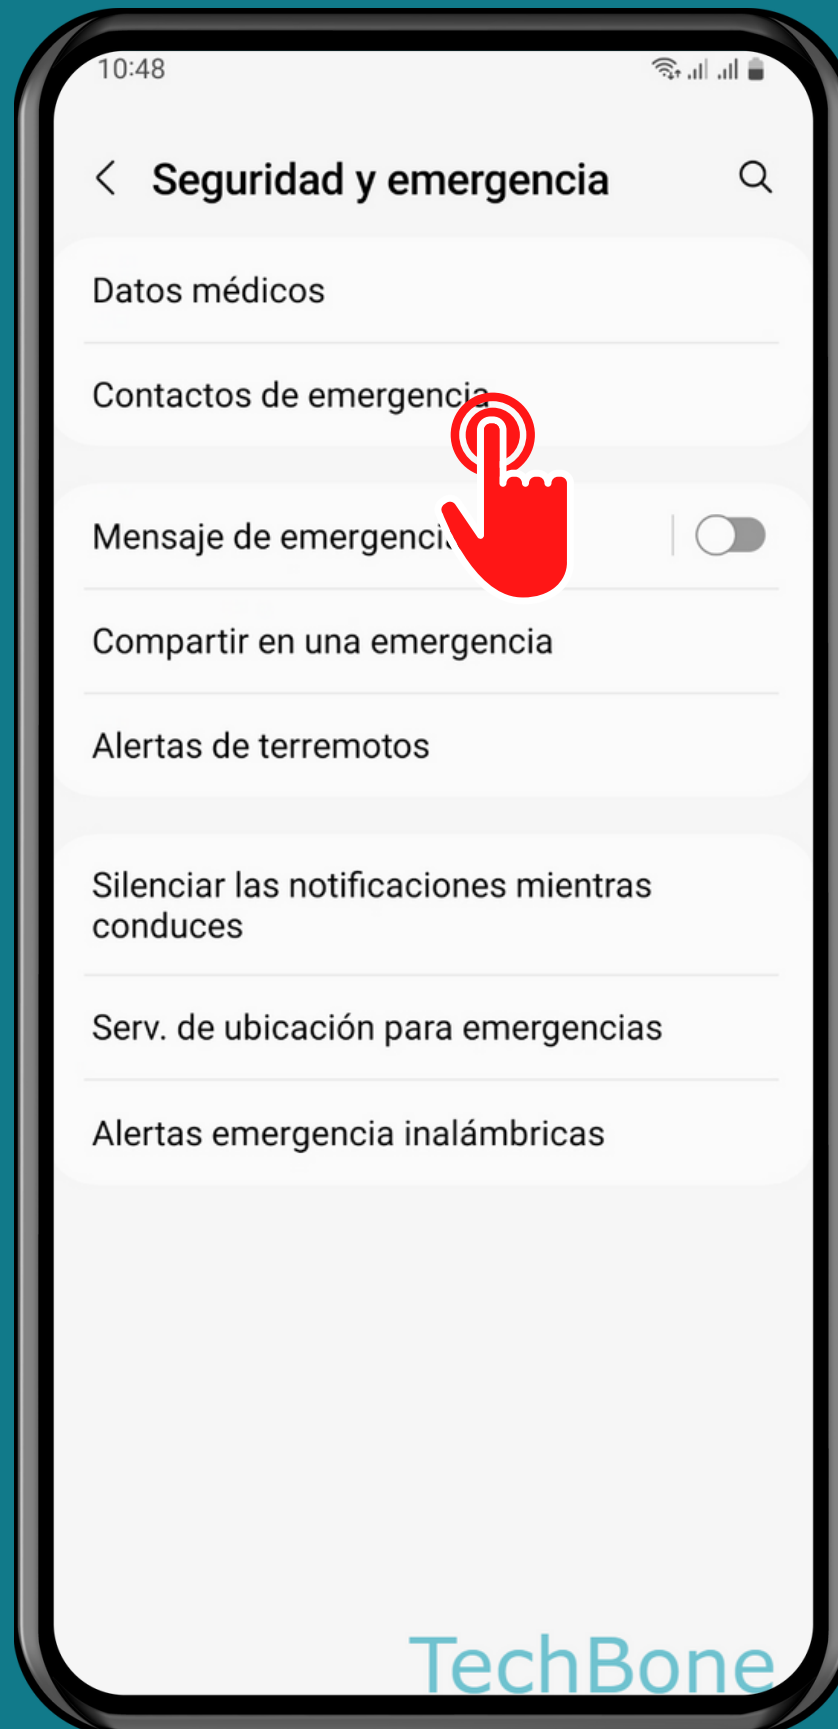 10:48
Seguridad y emergencia
Datos médicos
Contactos de emergencia
Mensaje de emergenci
Compartir en una emergencia
Alertas de terremotos
Silenciar las notificaciones mientras
conduces
Serv. de ubicación para emergencias
Alertas emergencia inalámbricas
TechBone